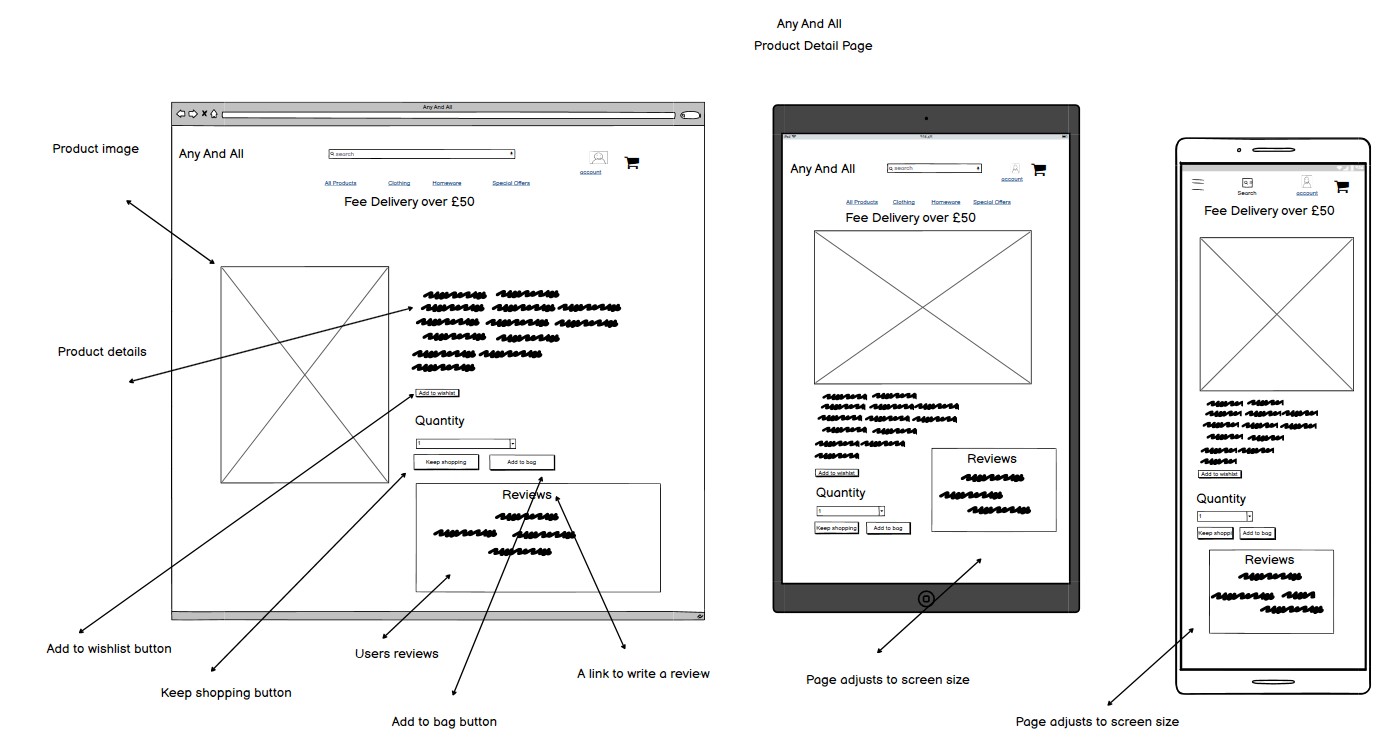 Any And All
Product Detail Page
Any And All
Product image
Any And All
search
account
All Products Clothing Homeware Special Offers
Fee Delivery over £50
Product details
Add to wishlist
Quantity
1
Keep shopping Add to bag
Reviews
Add to wishlist button
Keep shopping button
Users reviews
Add to bag button
A link to write a review
Any And All
search
account
All Products Clothing Homeware Special Offers
Fee Delivery over £50
Add to wishlist
Quantity
1
Keep shopping Add to bag
Reviews
Page adjusts to screen size
Search
account
Fee Delivery over £50
Add to wishlist
Quantity
1
Keep shoppi Add to bag
Reviews
Page adjusts to screen size